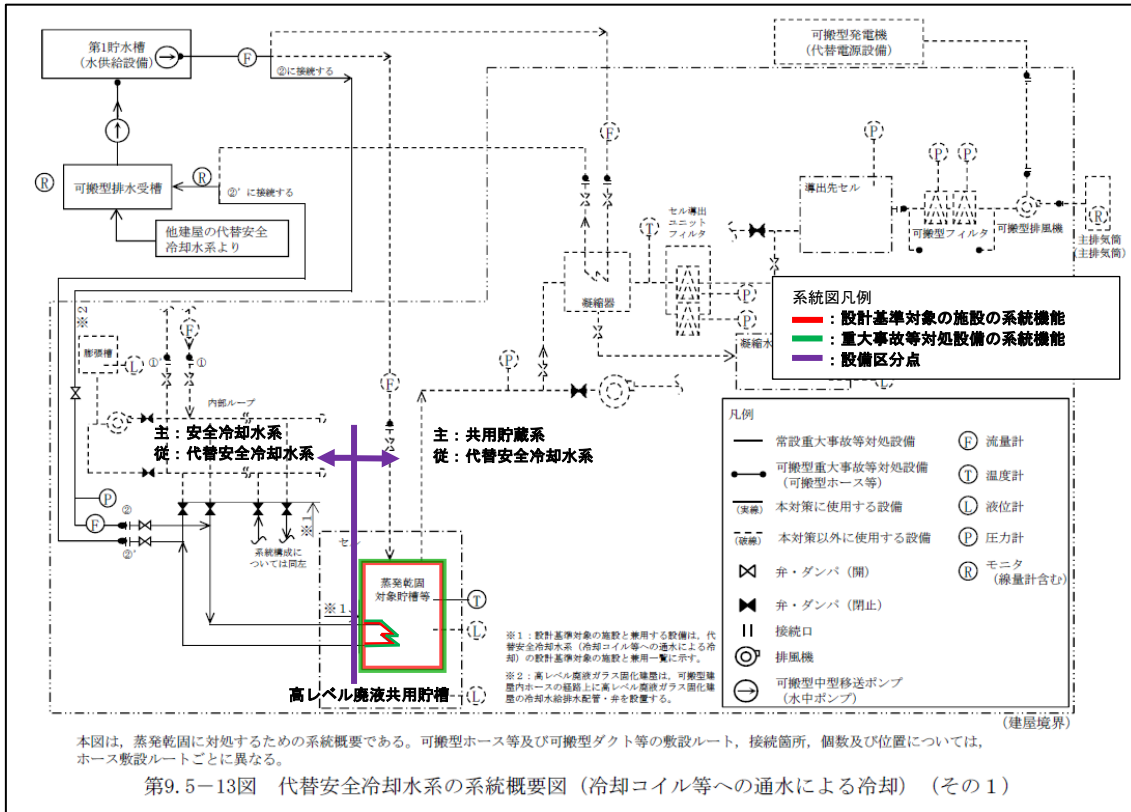 第1貯水槽
(水供給設備)
F
②に接続する
可搬型発電機
(代替電源設備)
R
可搬型排水受槽
R
②’に接続する
他建屋の代替安全
冷却水系より
F
P
導出先セル
P
P
可搬型フィルタ
可搬型排風機
R
主排気筒
(主排気筒)
セル導出
ユニット
フィルタ
T
凝縮器
P
P
凝縮水
※2
膨張槽
L
①’
F
①
内部ループ
F
P
主:安全冷却水系
従:代替安全冷却水系
主:共用貯蔵系
従:代替安全冷却水系
系統図凡例
:設計基準対象の施設の系統機能
:重大事故等対処設備の系統機能
:設備区分点
P
F
②
②’
系統構成に
ついては同左
※1
セル
蒸発乾固
対象貯槽等
※1
T
L
L
高レベル廃液共用貯槽
※1:設計基準対象の施設と兼用する設備は,代
替安全冷却水系(冷却コイル等への通水による冷
却)の設計基準対象の施設と兼用一覧に示す。
※2:高レベル廃液ガラス固化建屋は,可搬型建
屋内ホースの経路上に高レベル廃液ガラス固化建
屋の冷却水給排水配管・弁を設置する。
凡例
常設重大事故等対処設備
可搬型重大事故等対処設備
(可搬型ホース等)
(実線)
本対策に使用する設備
(破線)
本対策以外に使用する設備
弁・ダンパ(開)
弁・ダンパ(閉止)
接続口
排風機
可搬型中型移送ポンプ
(水中ポンプ)
F 流量計
T 温度計
L 液位計
P 圧力計
R モニタ
(線量計含む)
(建屋境界)
本図は,蒸発乾固に対処するための系統概要である。可搬型ホース等及び可搬型ダクト等の敷設ルート,接続箇所,個数及び位置については,
ホース敷設ルートごとに異なる。
第9.5-13図 代替安全冷却水系の系統概要図(冷却コイル等への通水による冷却)(その1)